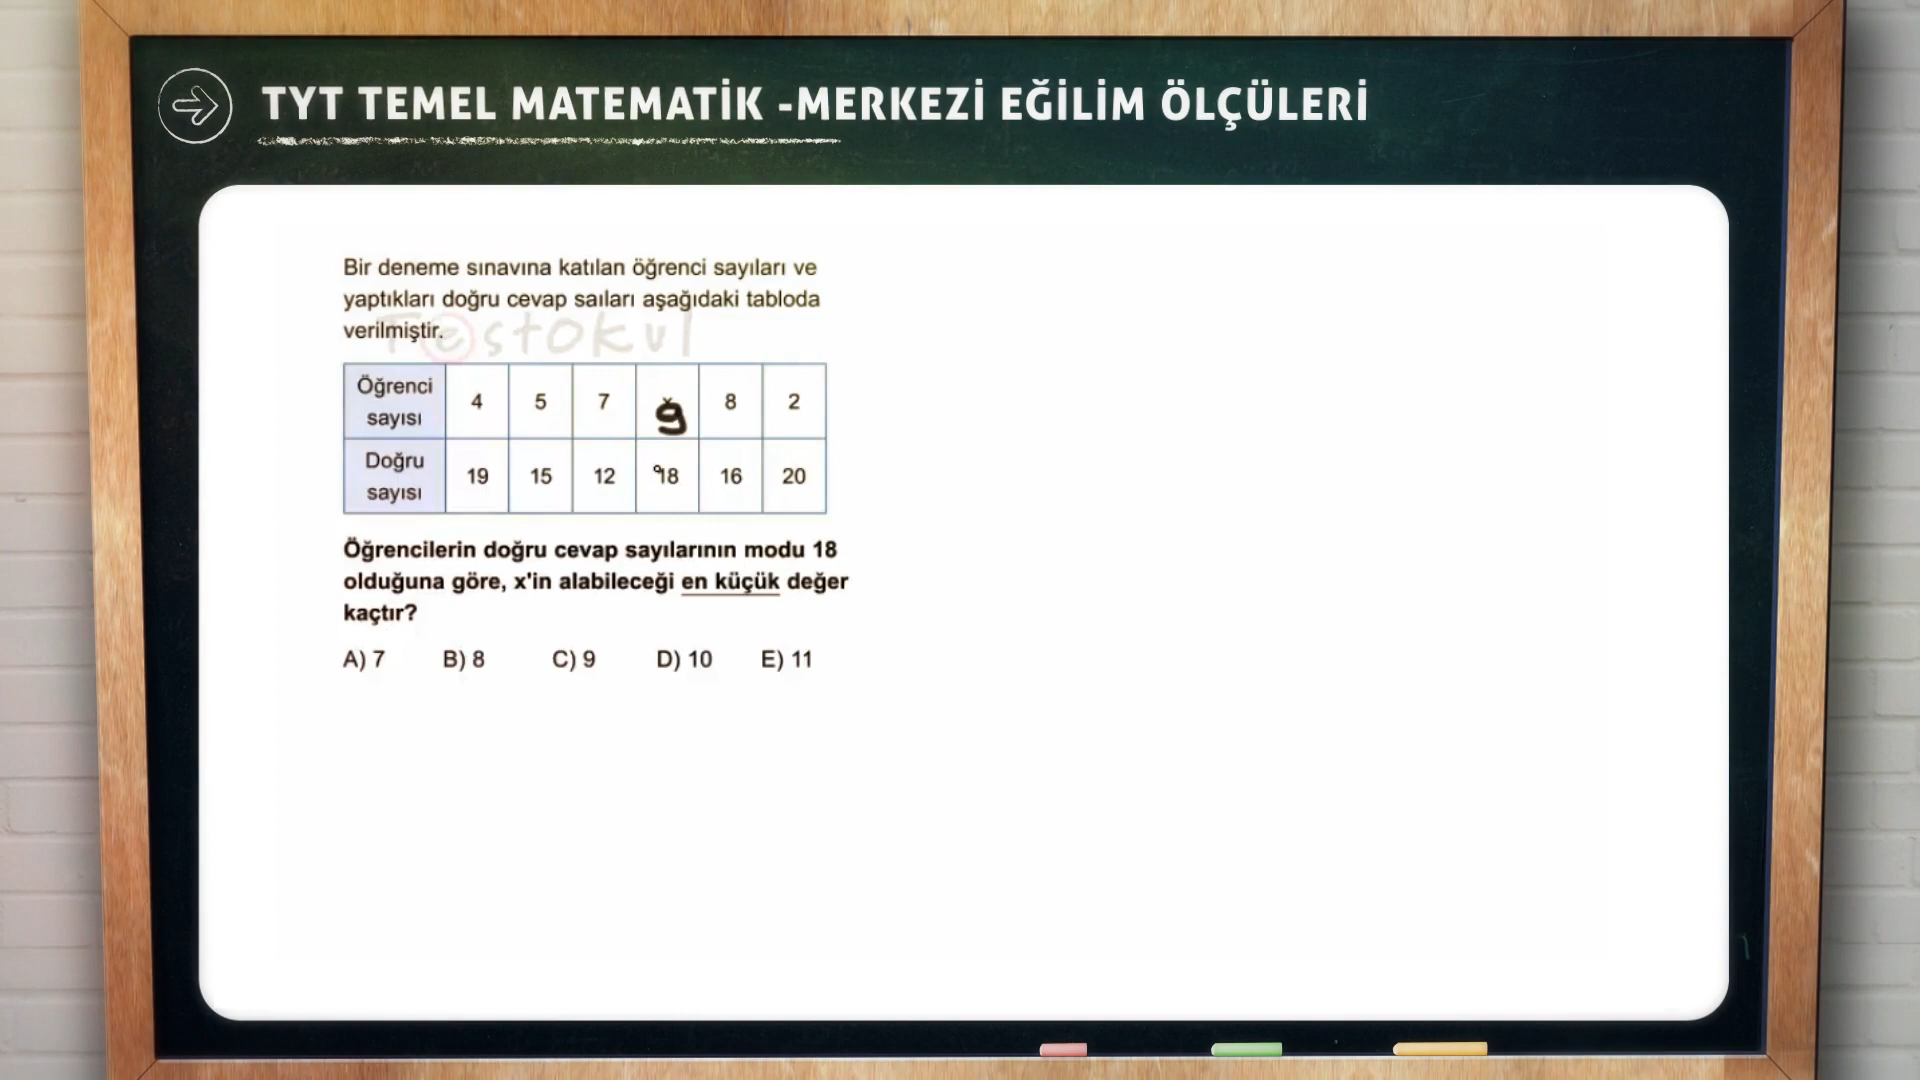 TYT TEMEL MATEMATİK -MERKEZİ EĞİLİM ÖLÇÜLERİ
Bir deneme sınavına katılan öğrenci sayıları ve
yaptıkları doğru cevap saıları aşağıdaki tabloda
verilmiştir.
Testokul
Öğrenci sayısı 4 5 7 9 8 2
Doğru sayısı 19 15 12 18 16 20
Öğrencilerin doğru cevap sayılarının modu 18
olduğuna göre, x'in alabileceği en küçük değer
kaçtır?
A) 7 B) 8 C) 9 D) 10 E) 11